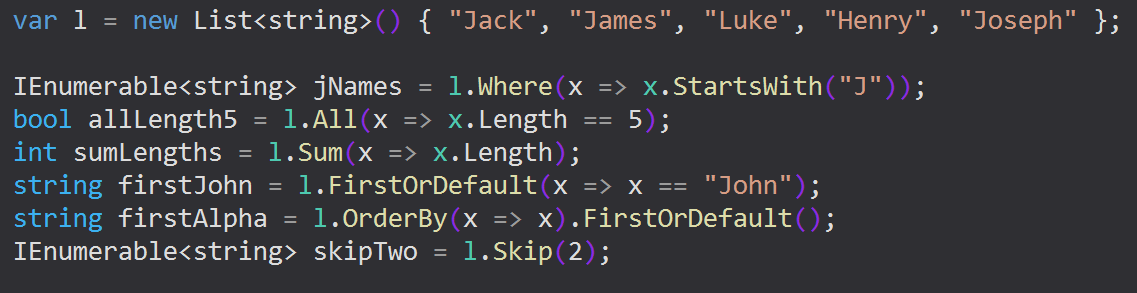 var l = new List<string>() { "Jack", "James", "Luke", "Henry", "Joseph" };
IEnumerable<string> jNames = l.Where(x => x.StartsWith("J"));
bool allLength5 = l.All(x => x.Length == 5);
int sumLengths = l.Sum(x => x.Length);
string firstJohn = l.FirstOrDefault(x => x == "John");
string firstAlpha = l.OrderBy(x => x).FirstOrDefault();
IEnumerable<string> skipTwo = l.Skip(2);